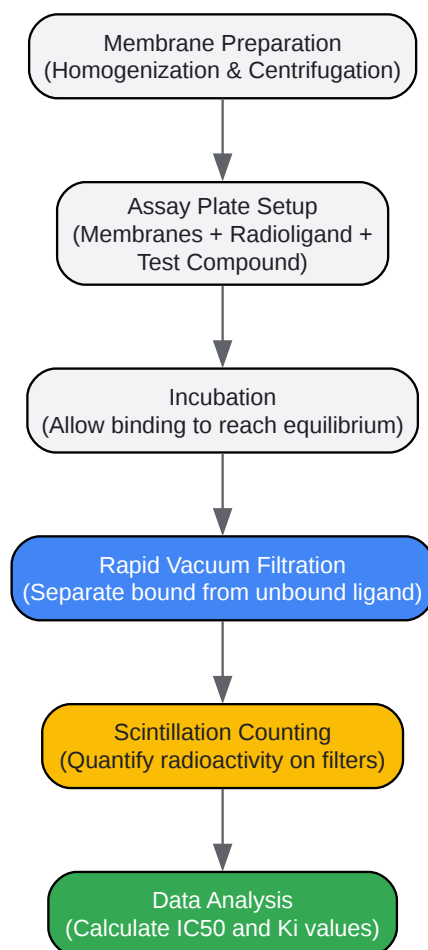 Membrane Preparation
(Homogenization & Centrifugation)
Assay Plate Setup
(Membranes + Radioligand +
Test Compound)
Incubation
(Allow binding to reach equilibrium)
Rapid Vacuum Filtration
(Separate bound from unbound ligand)
Scintillation Counting
(Quantify radioactivity on filters)
Data Analysis
(Calculate IC50 and Ki values)